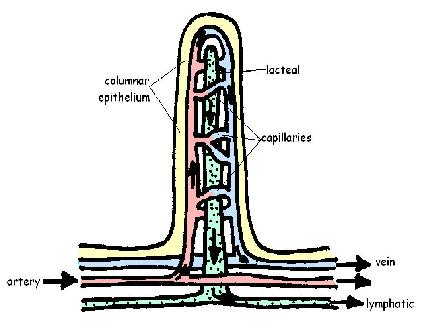 lacteal
columnar
epithelium
capillaries
vein
artery
lymphatic